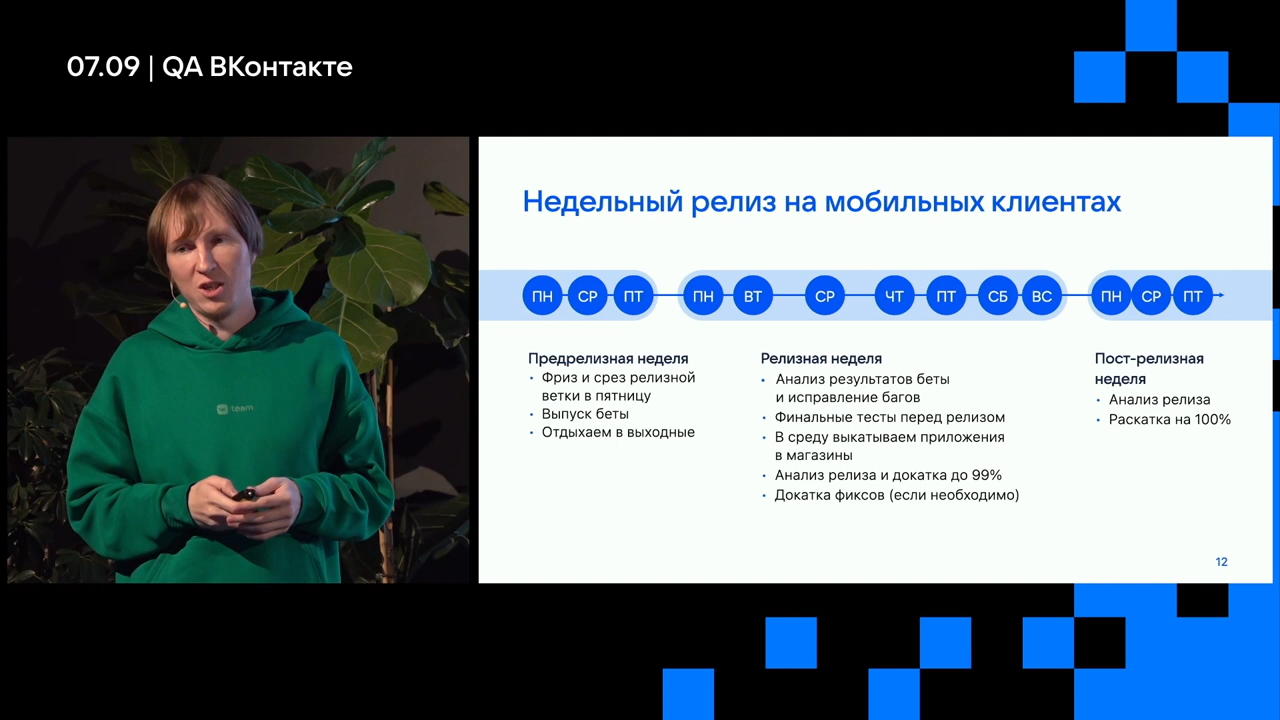 07.09 | QA ВКонтакте
Недельный релиз на мобильных клиентах
ПН СР ПТ ПН ВТ СР ЧТ ПТ СБ ВС ПН СР ПТ
Предрелизная неделя
• Фриз и срез релизной
ветки в пятницу
• Выпуск беты
• Отдыхаем в выходные
Релизная неделя
• Анализ результатов беты
и исправление багов
• Финальные тесты перед релизом
• В среду выкатываем приложения
в магазины
• Анализ релиза и докатка до 99%
• Докатка фиксов (если необходимо)
Пост-релизная
неделя
• Анализ релиза
• Раскатка на 100%
12
team